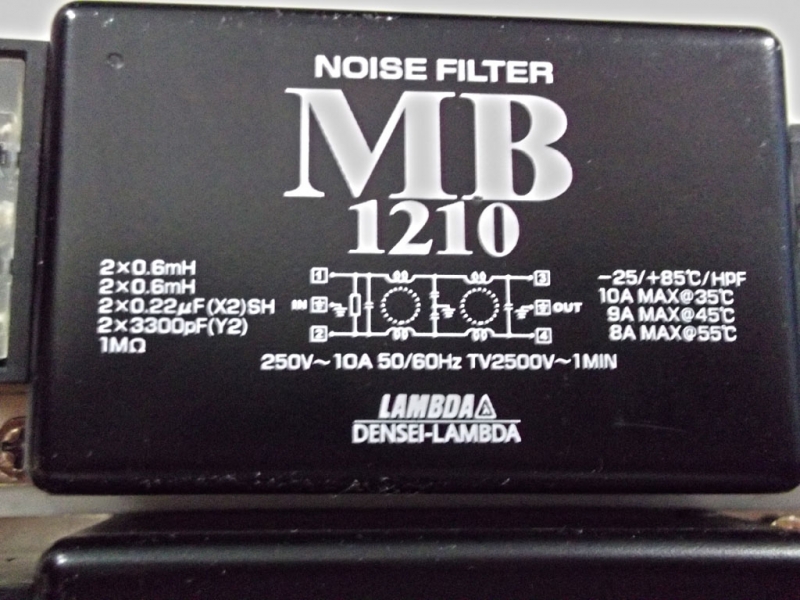 NOISE FILTER
MB
1210
2×0.6mH
2×0.6mH
2×0.22μF(X2)SH
2×3300pF(Y2)
1MΩ
1
3
IN
OUT
2
4
-25/+85℃/HPF
10A MAX@35℃
9A MAX@45℃
8A MAX@55℃
250V~10A 50/60Hz TV2500V~1MIN
LAMBDA
DENSEI-LAMBDA